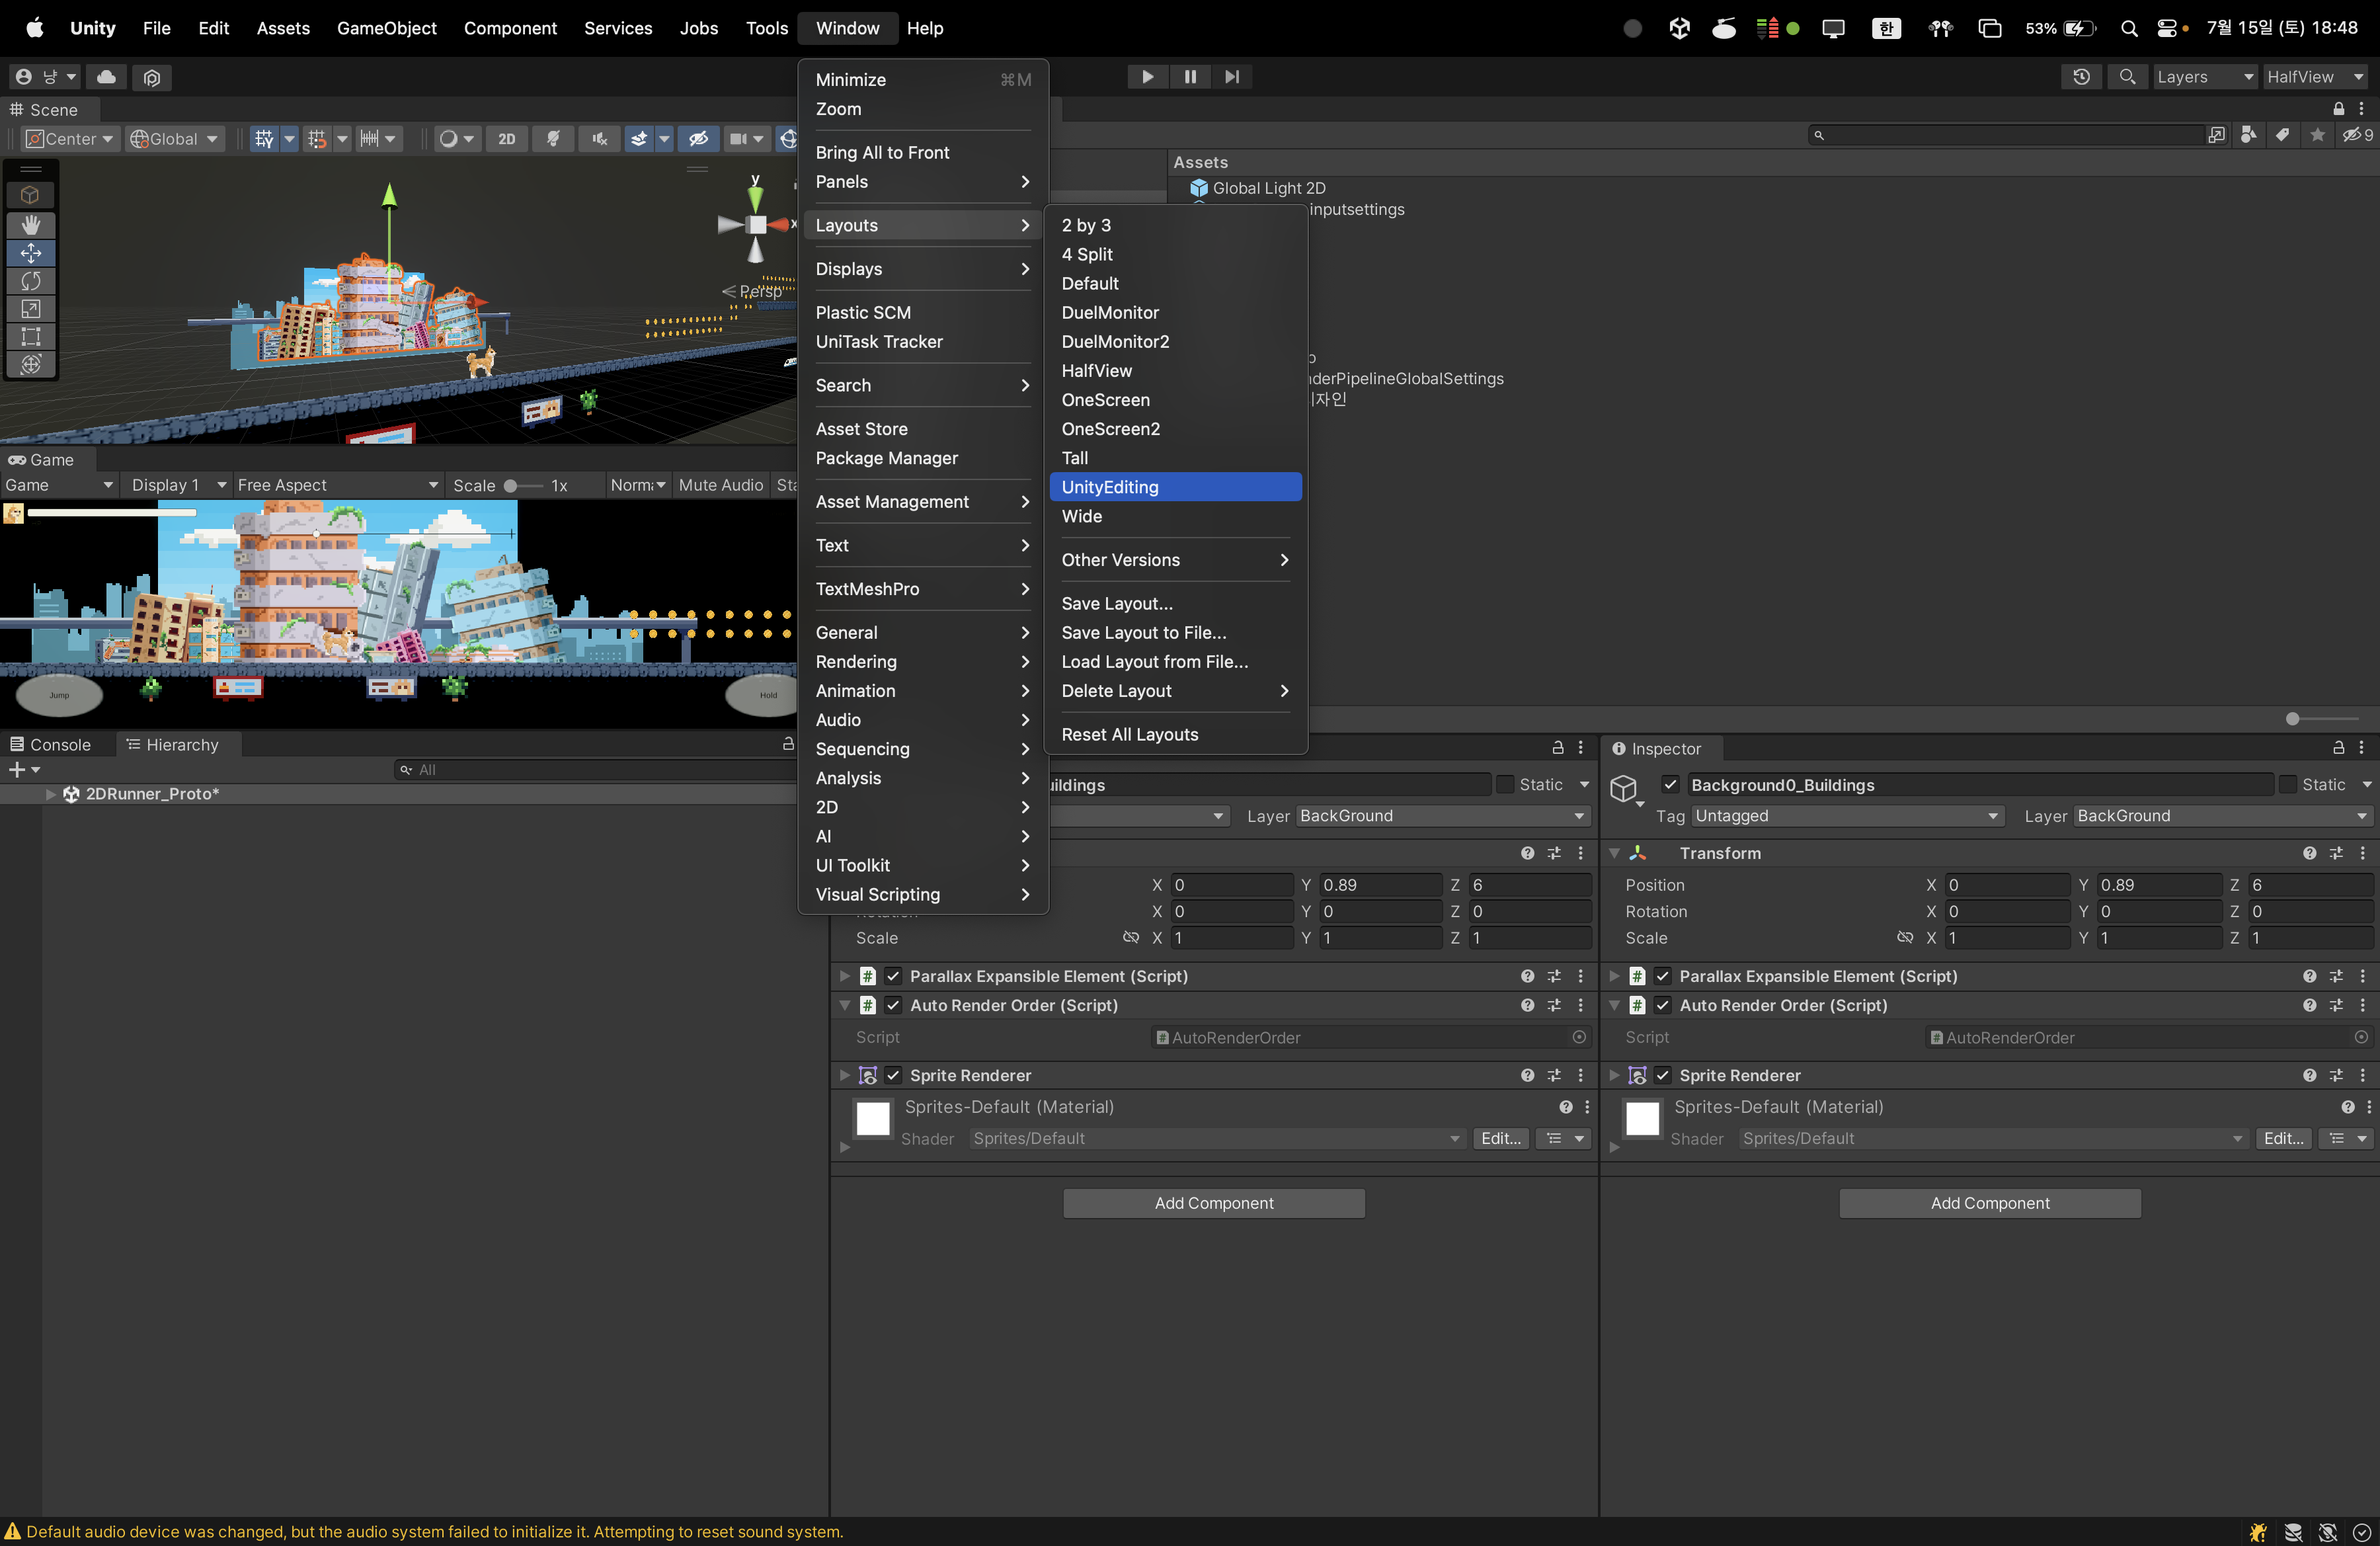 Unity File Edit Assets GameObject Component Services Jobs Tools Window Help
한 53% 7월 15일 (토) 18:48
냥
Layers HalfView
Scene
Center Global 2D
9
y
x
Persp
Game
Game Display 1 Free Aspect Scale 1x Norm Mute Audio Sta
Jump
Hold
Console Hierarchy
All
2DRunner_Proto*
Minimize ⌘M
Zoom
Bring All to Front
Panels
Layouts
Displays
Plastic SCM
UniTask Tracker
Search
Asset Store
Package Manager
Asset Management
Text
TextMeshPro
General
Rendering
Animation
Audio
Sequencing
Analysis
2D
AI
UI Toolkit
Visual Scripting
2 by 3
4 Split
Default
DuelMonitor
DuelMonitor2
HalfView
OneScreen
OneScreen2
Tall
UnityEditing
Wide
Other Versions
Save Layout...
Save Layout to File...
Load Layout from File...
Delete Layout
Reset All Layouts
Assets
Global Light 2D
inputsettings
derPipelineGlobalSettings
자인
ildings Static
Layer BackGround
X 0 Y 0.89 Z 6
X 0 Y 0 Z 0
Scale X 1 Y 1 Z 1
Parallax Expansible Element (Script)
Auto Render Order (Script)
Script AutoRenderOrder
Sprite Renderer
Sprites-Default (Material)
Shader Sprites/Default Edit...
Add Component
Inspector
Background0_Buildings Static
Tag Untagged Layer BackGround
Transform
Position X 0 Y 0.89 Z 6
Rotation X 0 Y 0 Z 0
Scale X 1 Y 1 Z 1
Parallax Expansible Element (Script)
Auto Render Order (Script)
Script AutoRenderOrder
Sprite Renderer
Sprites-Default (Material)
Shader Sprites/Default Edit...
Add Component
Default audio device was changed, but the audio system failed to initialize it. Attempting to reset sound system.